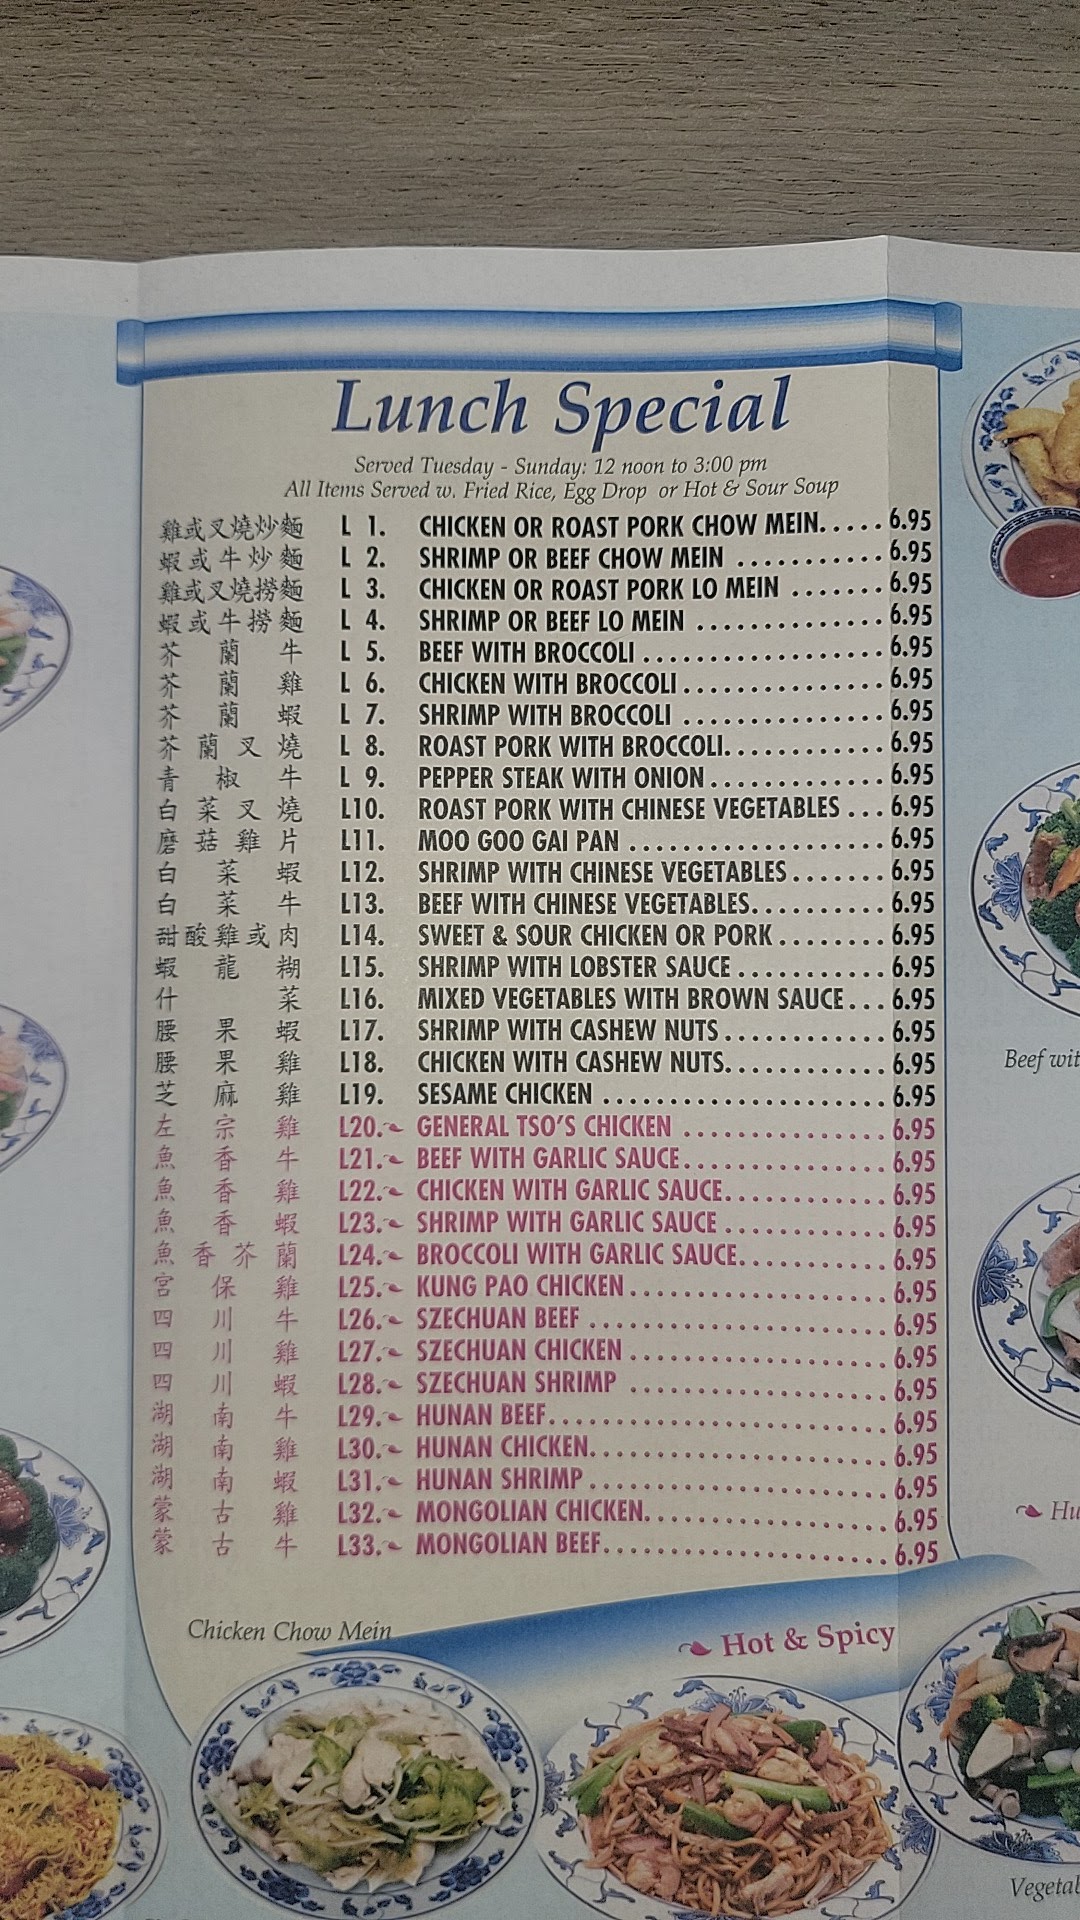 Lunch Special
Served Tuesday - Sunday: 12 noon to 3:00 pm
All Items Served w. Fried Rice, Egg Drop or Hot & Sour Soup
雞或叉燒炒麵 L 1. CHICKEN OR ROAST PORK CHOW MEIN..... 6.95
蝦或牛炒麵 L 2. SHRIMP OR BEEF CHOW MEIN ........... 6.95
雞或叉燒撈麵 L 3. CHICKEN OR ROAST PORK LO MEIN ....... 6.95
蝦或牛撈麵 L 4. SHRIMP OR BEEF LO MEIN .............. 6.95
芥蘭牛 L 5. BEEF WITH BROCCOLI .................. 6.95
芥蘭雞 L 6. CHICKEN WITH BROCCOLI ............... 6.95
芥蘭蝦 L 7. SHRIMP WITH BROCCOLI ............... 6.95
芥蘭叉燒 L 8. ROAST PORK WITH BROCCOLI............ 6.95
青椒牛 L 9. PEPPER STEAK WITH ONION ............. 6.95
白菜叉燒 L10. ROAST PORK WITH CHINESE VEGETABLES ... 6.95
磨菇雞片 L11. MOO GOO GAI PAN ................... 6.95
白菜蝦 L12. SHRIMP WITH CHINESE VEGETABLES ....... 6.95
白菜牛 L13. BEEF WITH CHINESE VEGETABLES.......... 6.95
甜酸雞或肉 L14. SWEET & SOUR CHICKEN OR PORK ........ 6.95
蝦龍糊 L15. SHRIMP WITH LOBSTER SAUCE ........... 6.95
什菜 L16. MIXED VEGETABLES WITH BROWN SAUCE ... 6.95
腰果蝦 L17. SHRIMP WITH CASHEW NUTS ............ 6.95
腰果雞 L18. CHICKEN WITH CASHEW NUTS............ 6.95
芝麻雞 L19. SESAME CHICKEN ..................... 6.95
左宗雞 L20. GENERAL TSO'S CHICKEN ............... 6.95
魚香牛 L21. BEEF WITH GARLIC SAUCE............... 6.95
魚香雞 L22. CHICKEN WITH GARLIC SAUCE............ 6.95
魚香蝦 L23. SHRIMP WITH GARLIC SAUCE ............ 6.95
魚香芥蘭 L24. BROCCOLI WITH GARLIC SAUCE........... 6.95
宮保雞 L25. KUNG PAO CHICKEN ................... 6.95
四川牛 L26. SZECHUAN BEEF ...................... 6.95
四川雞 L27. SZECHUAN CHICKEN ................... 6.95
四川蝦 L28. SZECHUAN SHRIMP ................... 6.95
湖南牛 L29. HUNAN BEEF......................... 6.95
湖南雞 L30. HUNAN CHICKEN...................... 6.95
湖南蝦 L31. HUNAN SHRIMP ...................... 6.95
蒙古雞 L32. MONGOLIAN CHICKEN.................. 6.95
蒙古牛 L33. MONGOLIAN BEEF..................... 6.95
Chicken Chow Mein
Hot & Spicy
Beef